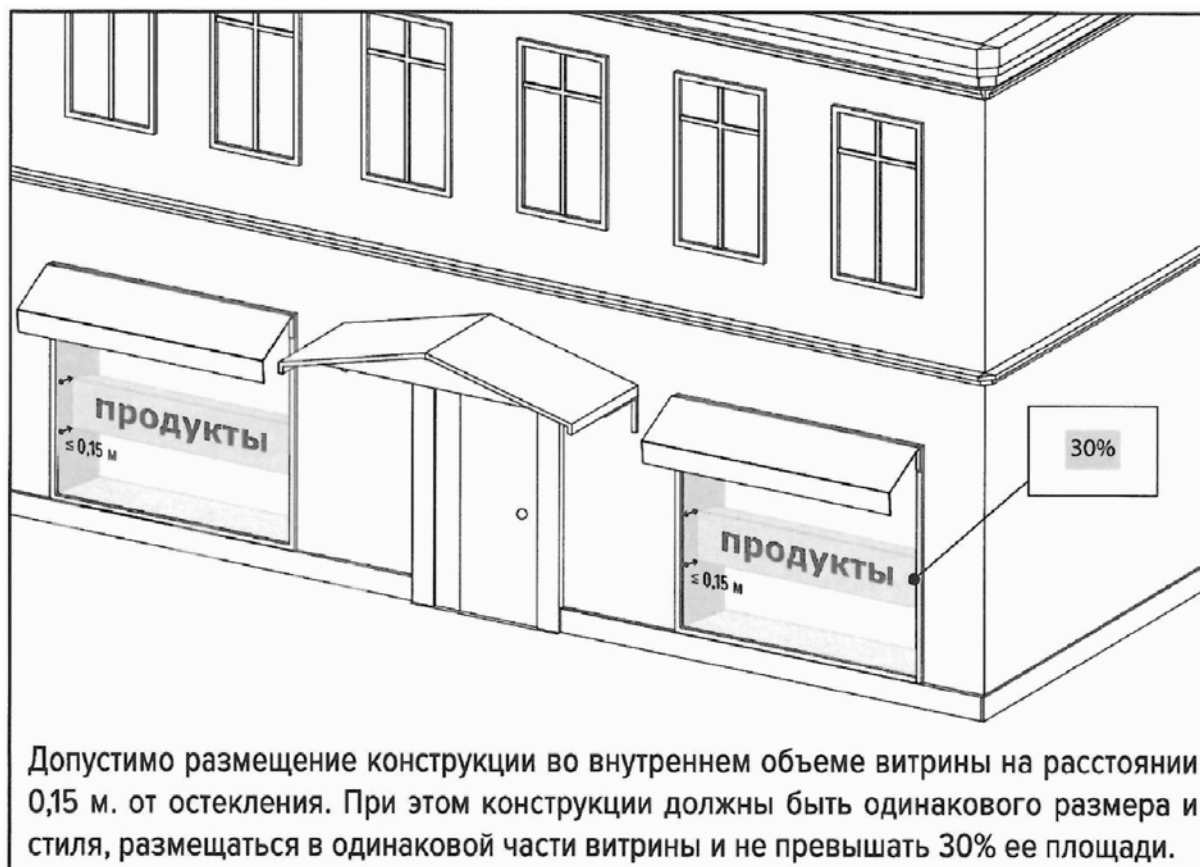 продукты
≤ 0,15 м
продукты
≤ 0,15 м
30%
Допустимо размещение конструкции во внутреннем объеме витрины на расстоянии
0,15 м. от остекления. При этом конструкции должны быть одинакового размера и
стиля, размещаться в одинаковой части витрины и не превышать 30% ее площади.